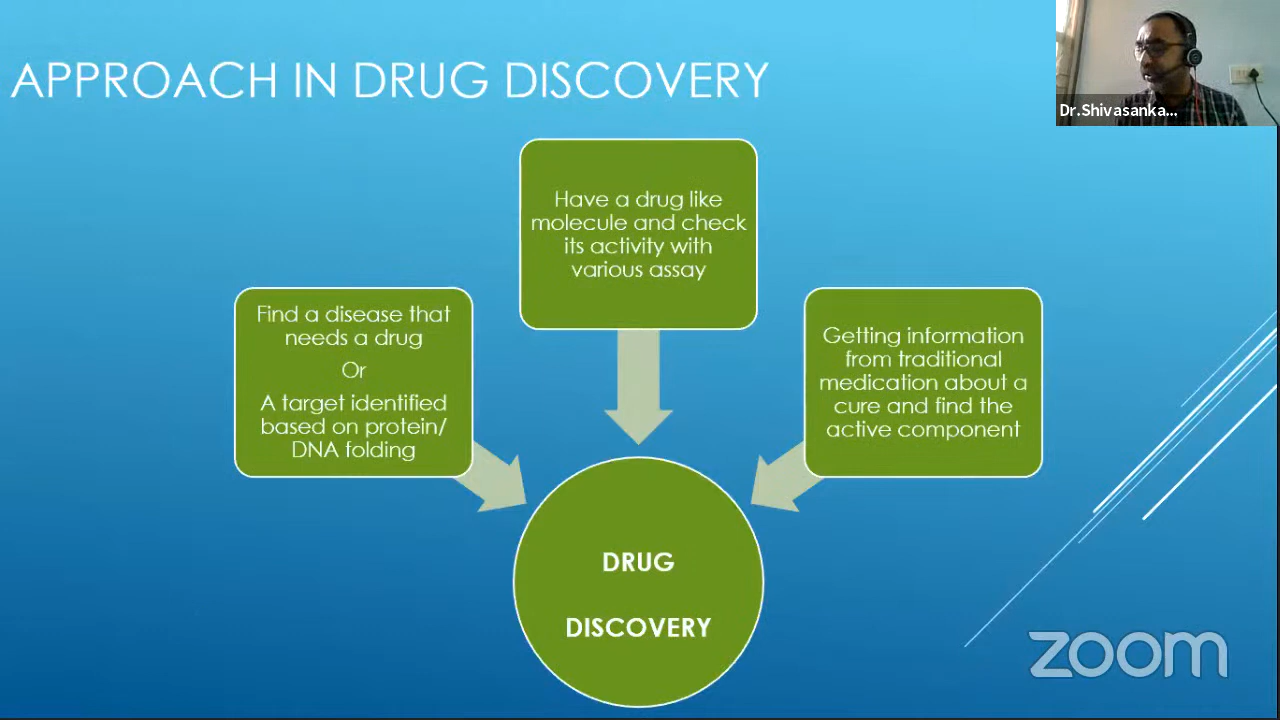 APPROACH IN DRUG DISCOVERY
Dr.Shivasanka...
Have a drug like
molecule and check
its activity with
various assay
Find a disease that
needs a drug
Or
A target identified
based on protein/
DNA folding
Getting information
from traditional
medication about a
cure and find the
active component
DRUG
DISCOVERY
zoom